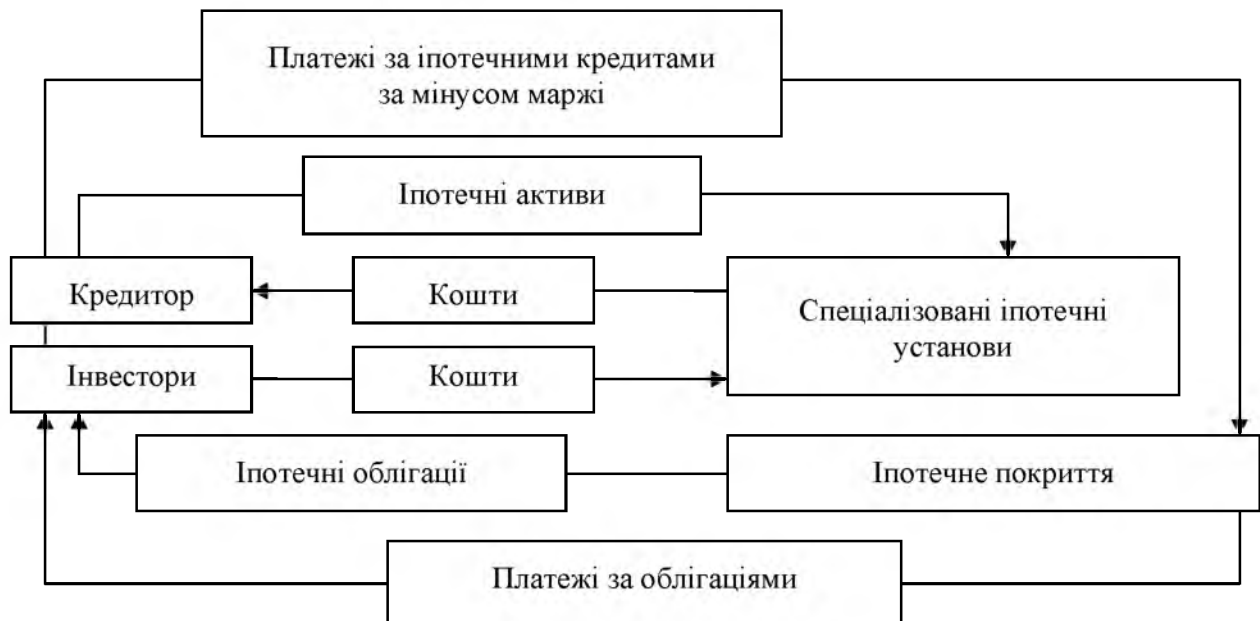 Платежі за іпотечними кредитами
за мінусом маржі
Іпотечні активи
Кредитор
Кошти
Спеціалізовані іпотечні
установи
Інвестори
Кошти
Іпотечні облігації
Іпотечне покриття
Платежі за облігаціями